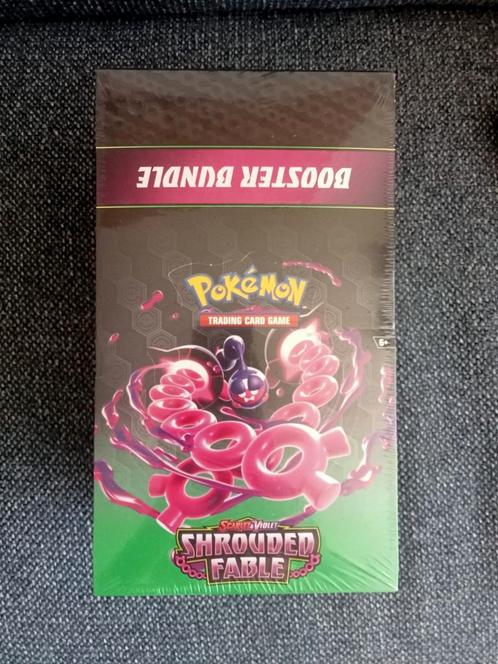 BOOSTER BUNDLE
POKéMON
TRADING CARD GAME
6+
SCARLET & VIOLET
SHROUDED
FABLE